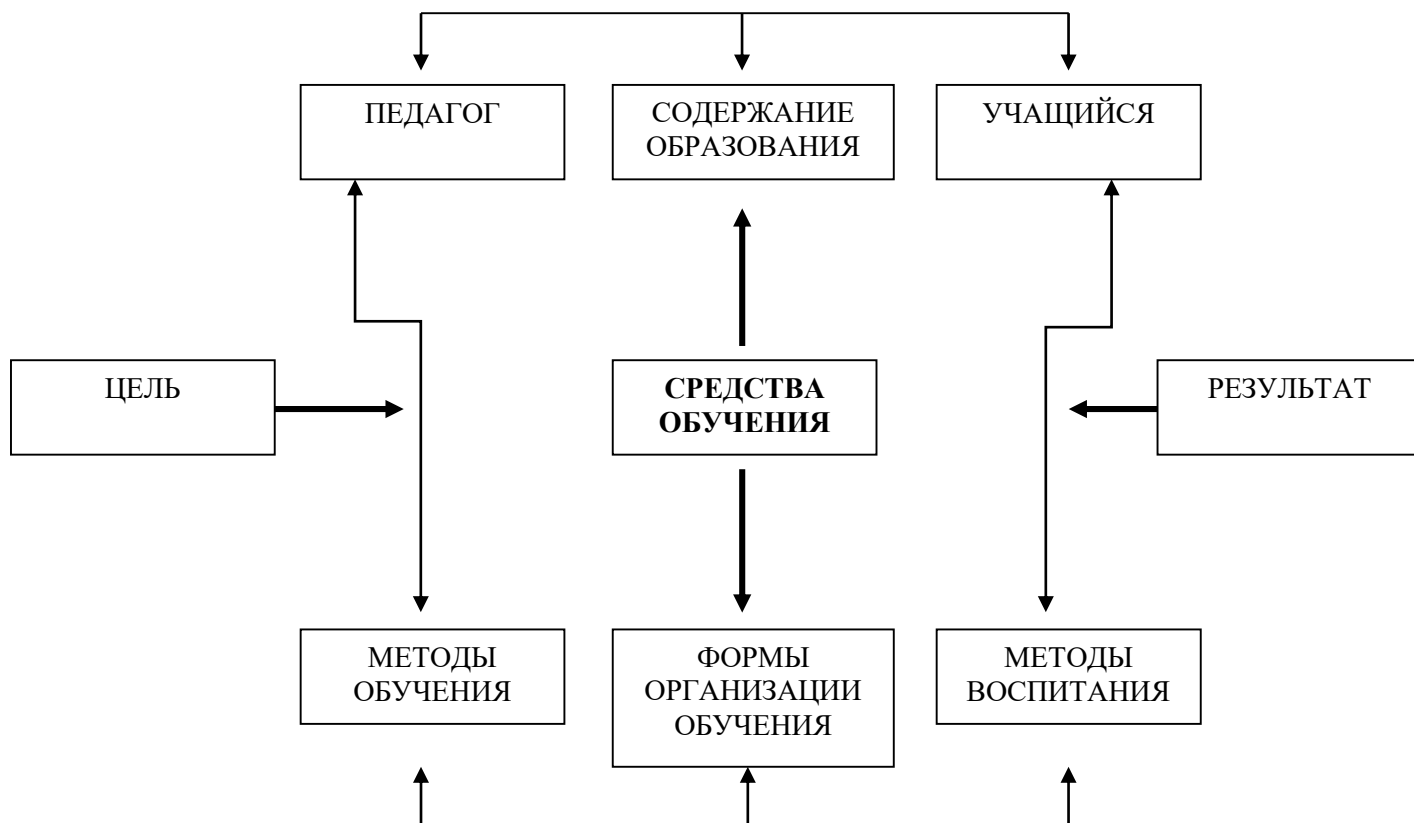 ПЕДАГОГ
СОДЕРЖАНИЕ
ОБРАЗОВАНИЯ
УЧАЩИЙСЯ
ЦЕЛЬ
СРЕДСТВА
ОБУЧЕНИЯ
РЕЗУЛЬТАТ
МЕТОДЫ
ОБУЧЕНИЯ
ФОРМЫ
ОРГАНИЗАЦИИ
ОБУЧЕНИЯ
МЕТОДЫ
ВОСПИТАНИЯ